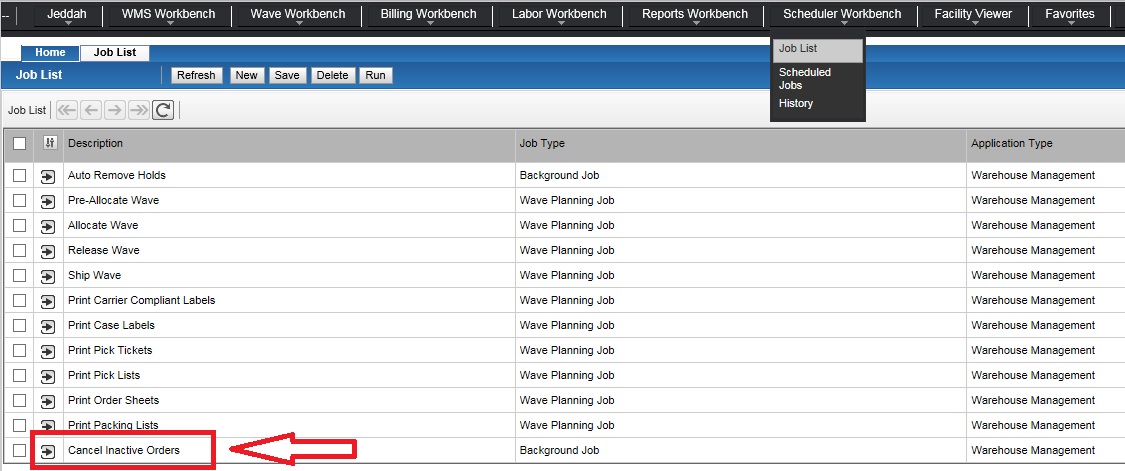 -- Jeddah WMS Workbench Wave Workbench Billing Workbench Labor Workbench Reports Workbench Scheduler Workbench Facility Viewer Favorites
Job List
Scheduled
Jobs
History
Home Job List
Job List Refresh New Save Delete Run
Job List
Description Job Type Application Type
Auto Remove Holds Background Job Warehouse Management
Pre-Allocate Wave Wave Planning Job Warehouse Management
Allocate Wave Wave Planning Job Warehouse Management
Release Wave Wave Planning Job Warehouse Management
Ship Wave Wave Planning Job Warehouse Management
Print Carrier Compliant Labels Wave Planning Job Warehouse Management
Print Case Labels Wave Planning Job Warehouse Management
Print Pick Tickets Wave Planning Job Warehouse Management
Print Pick Lists Wave Planning Job Warehouse Management
Print Order Sheets Wave Planning Job Warehouse Management
Print Packing Lists Wave Planning Job Warehouse Management
Cancel Inactive Orders Background Job Warehouse Management